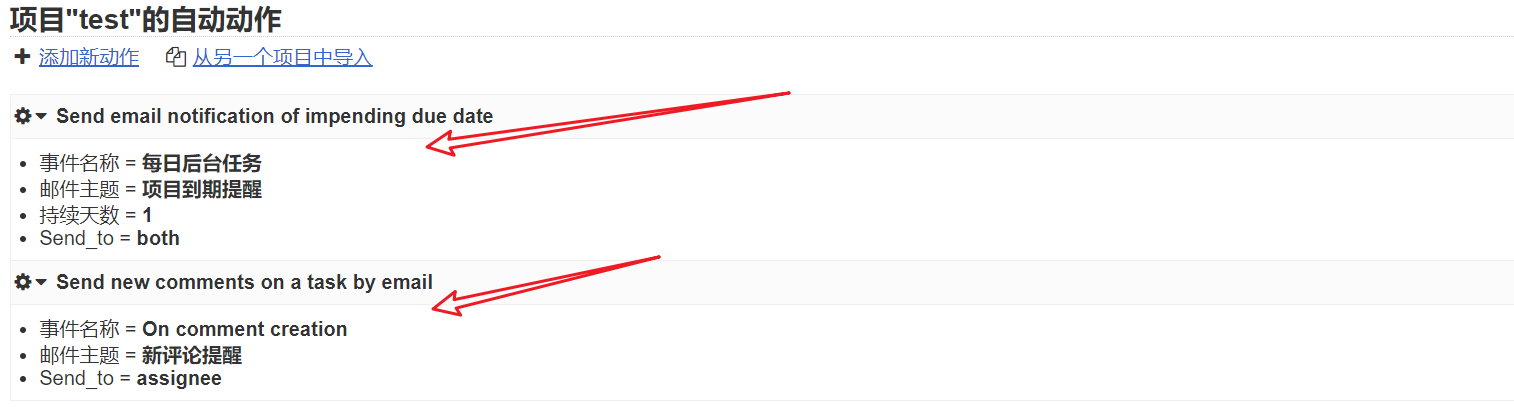 项目"test"的自动动作
添加新动作 从另一个项目中导入
Send email notification of impending due date
事件名称 = 每日后台任务
邮件主题 = 项目到期提醒
持续天数 = 1
Send_to = both
Send new comments on a task by email
事件名称 = On comment creation
邮件主题 = 新评论提醒
Send_to = assignee